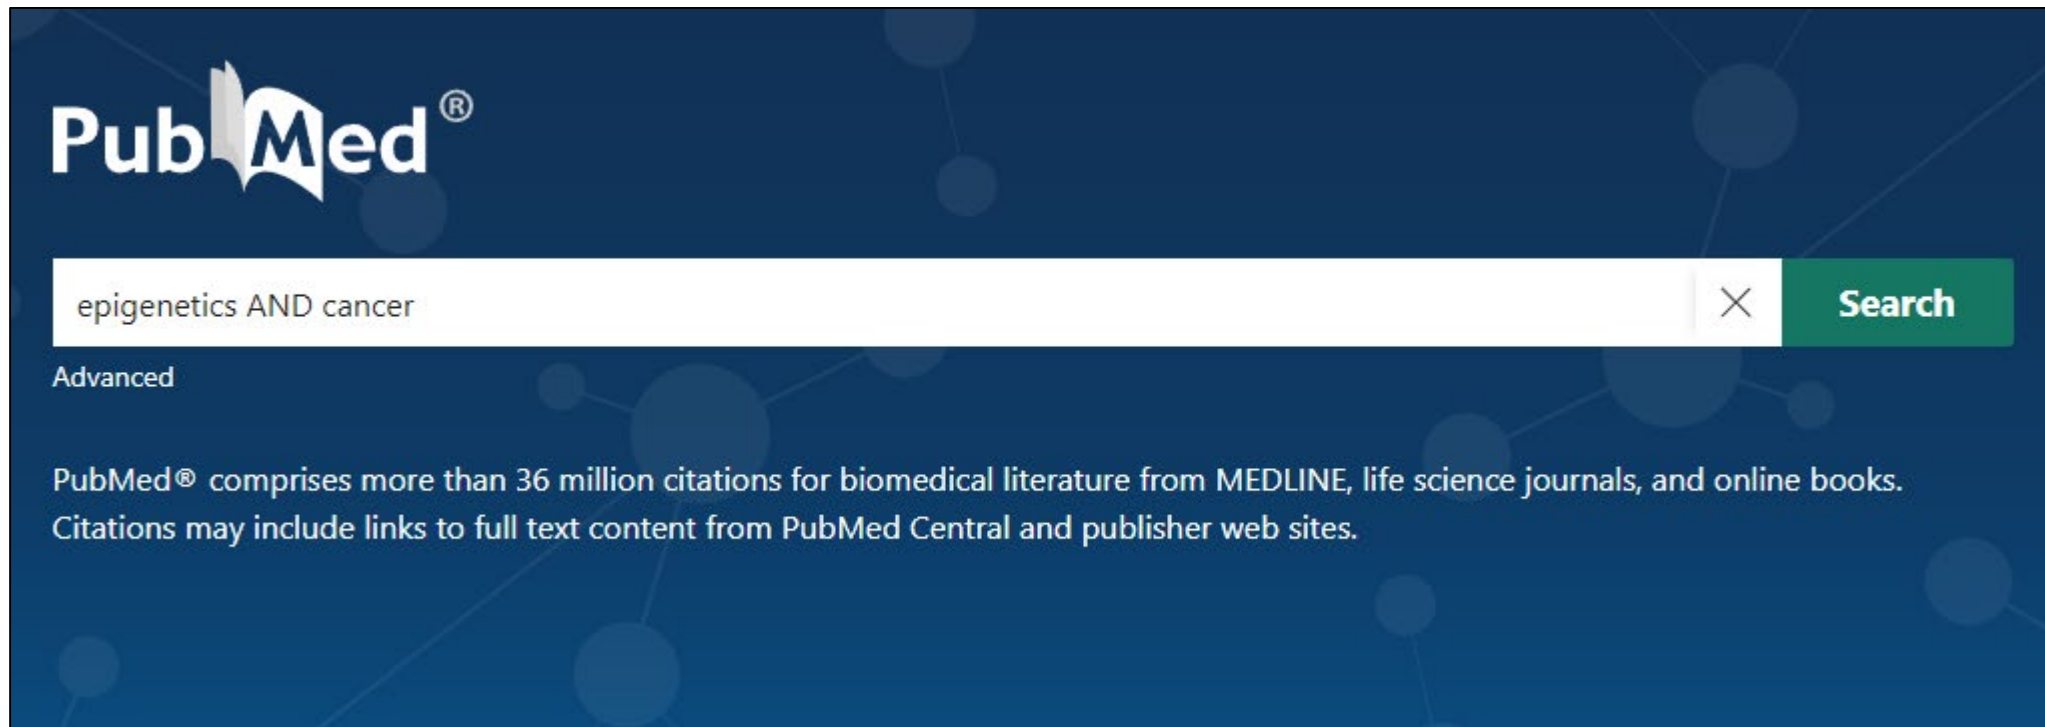 PubMed®
epigenetics AND cancer
Search
Advanced
PubMed® comprises more than 36 million citations for biomedical literature from MEDLINE, life science journals, and online books.
Citations may include links to full text content from PubMed Central and publisher web sites.